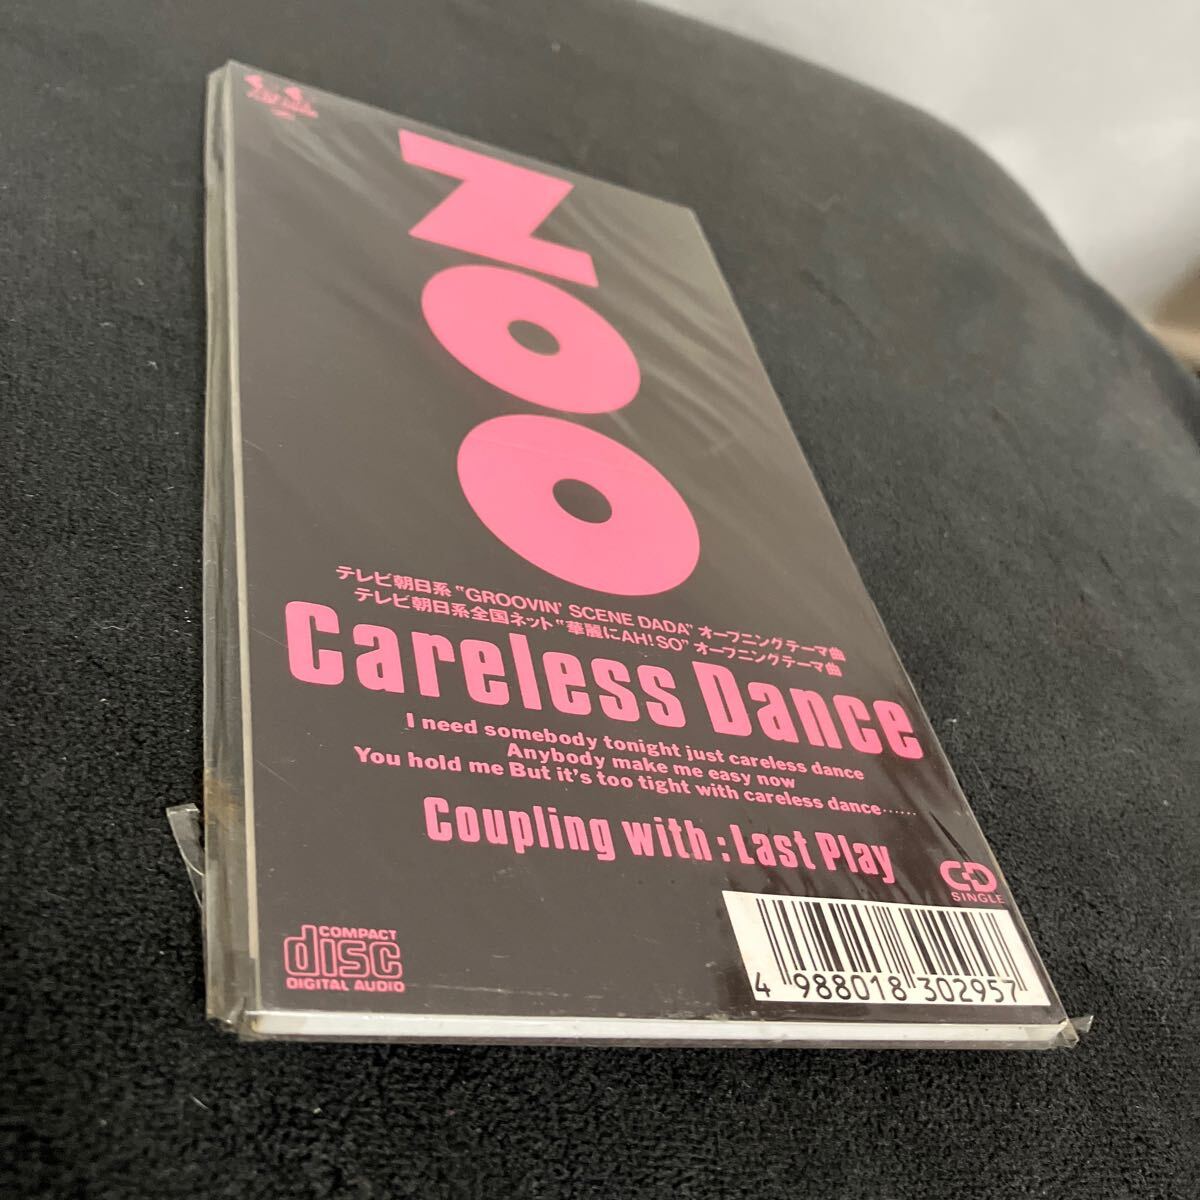 NOO
テレビ朝日系"GROOVIN' SCENE DADA"オープニングテーマ曲
テレビ朝日系全国ネット"華麗にAH! SO"オープニングテーマ曲
Careless Dance
I need somebody tonight just careless dance
Anybody make me easy now
You hold me But it's too tight with careless dance……
Coupling with : Last Play
CD
SINGLE
COMPACT
disc
DIGITAL AUDIO
4 988018 302957